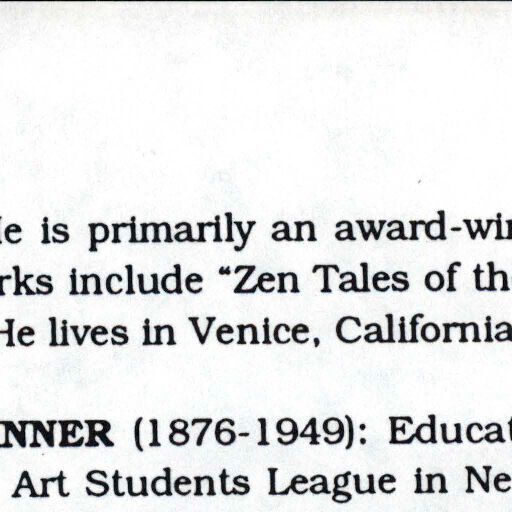 He is primarily an award-win
rks include “Zen Tales of th
He lives in Venice, California
NNER (1876-1949): Educat
Art Students League in Ne